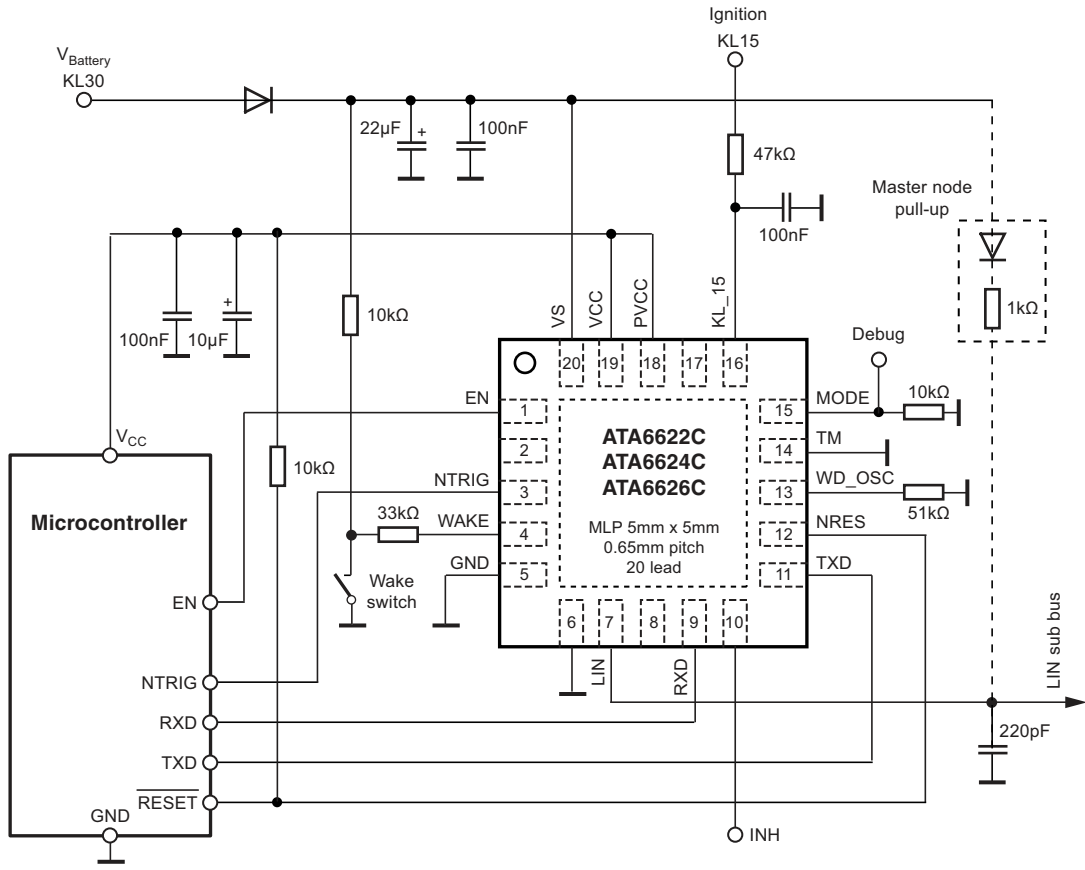 Ignition
KL15
V_Battery
KL30
22µF
+
100nF
47kΩ
Master node
pull-up
100nF
1kΩ
10kΩ
+
100nF
10µF
VS
VCC
PVCC
KL_15
Debug
20
19
18
17
16
EN
1
15
MODE
10kΩ
V_CC
2
14
TM
ATA6622C
ATA6624C
ATA6626C
10kΩ
NTRIG
3
13
WD_OSC
51kΩ
Microcontroller
33kΩ
WAKE
4
MLP 5mm x 5mm
0.65mm pitch
20 lead
12
NRES
GND
5
11
TXD
Wake
switch
EN
6
7
8
9
10
LIN
RXD
LIN sub bus
NTRIG
RXD
220pF
TXD
RESET
GND
INH